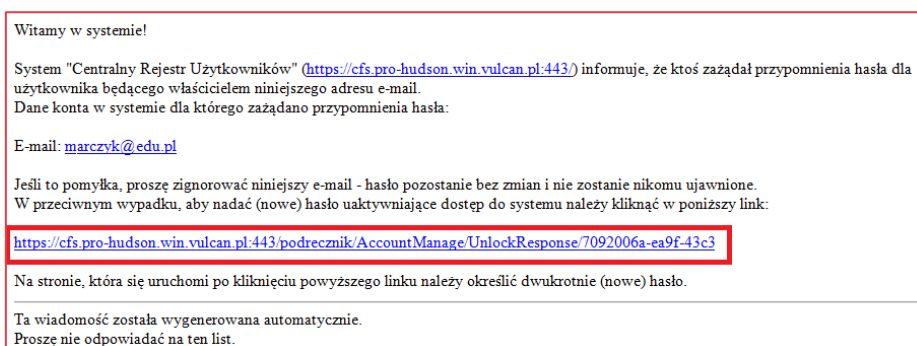 Witamy w systemie!
System "Centralny Rejestr Użytkowników" (https://cfs.pro-hudson.win.vulcan.pl:443/) informuje, że ktoś zażądał przypomnienia hasła dla
użytkownika będącego właścicielem niniejszego adresu e-mail.
Dane konta w systemie dla którego zażądano przypomnienia hasła:
E-mail: marczyk@edu.pl
Jeśli to pomyłka, proszę zignorować niniejszy e-mail - hasło pozostanie bez zmian i nie zostanie nikomu ujawnione.
W przeciwnym wypadku, aby nadać (nowe) hasło uaktywniające dostęp do systemu należy kliknąć w poniższy link:
https://cfs.pro-hudson.win.vulcan.pl:443/podrecznik/AccountManage/UnlockResponse/7092006a-ea9f-43c3
Na stronie, która się uruchomi po kliknięciu powyższego linku należy określić dwukrotnie (nowe) hasło.
Ta wiadomość została wygenerowana automatycznie.
Proszę nie odpowiadać na ten list.